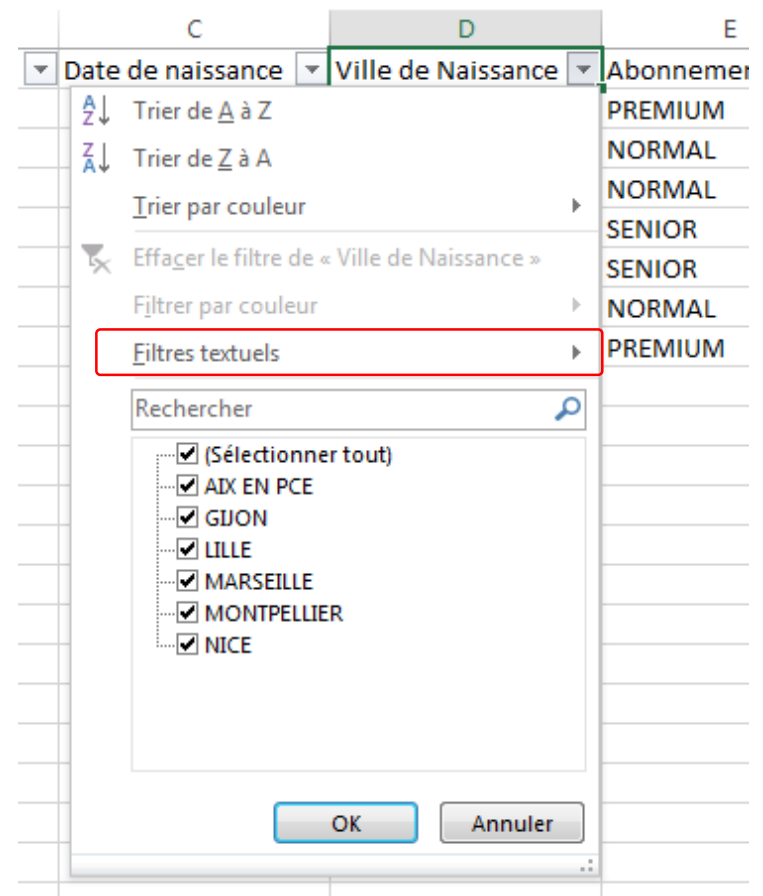 C D E
Date de naissance Ville de Naissance Abonnemen
Trier de A à Z
PREMIUM
Trier de Z à A
NORMAL
Trier par couleur
NORMAL
SENIOR
Effacer le filtre de « Ville de Naissance »
SENIOR
Filtrer par couleur
NORMAL
Filtres textuels
PREMIUM
Rechercher
(Sélectionner tout)
AIX EN PCE
GIJON
LILLE
MARSEILLE
MONTPELLIER
NICE
OK Annuler